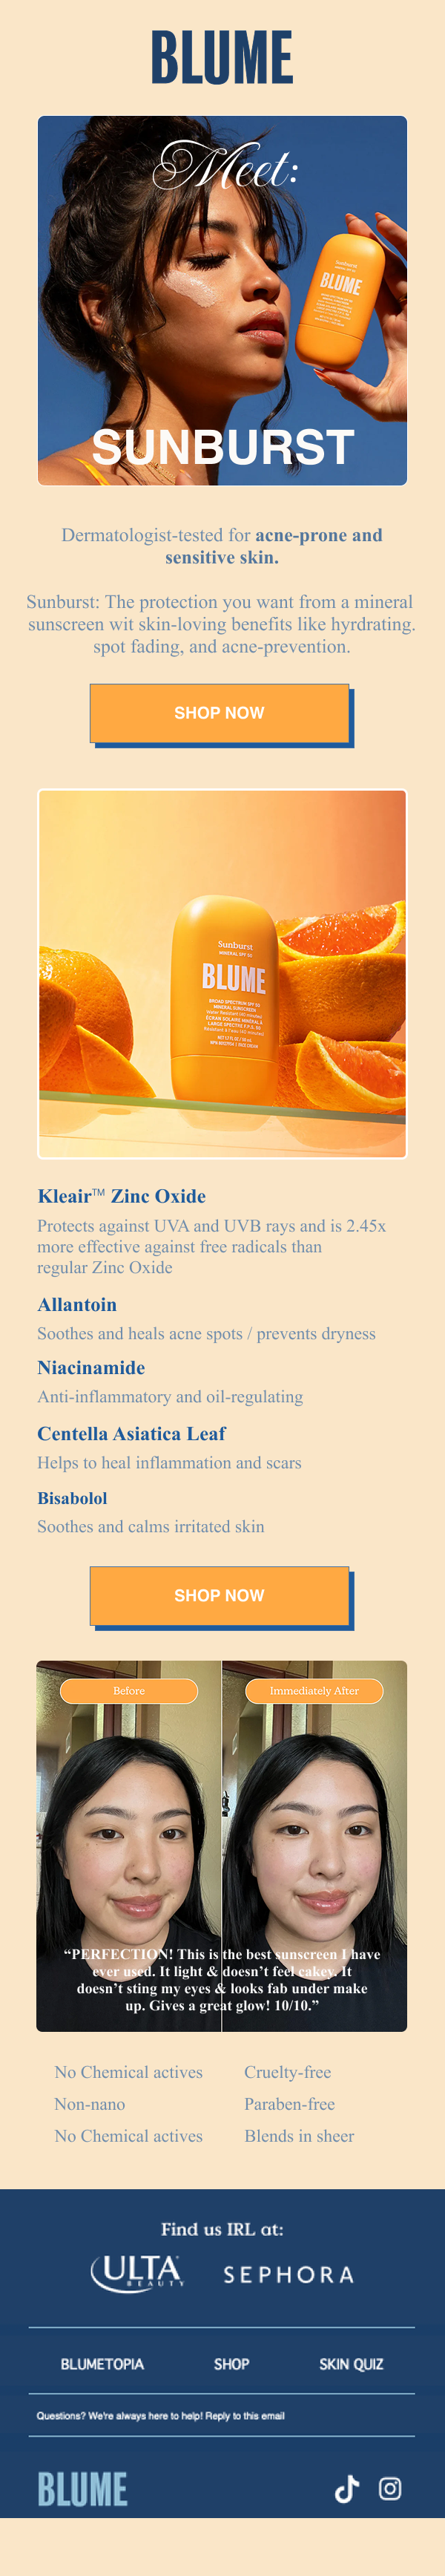 BLUME
Meet:
Sunburst
BLUME
SUNBURST
Dermatologist-tested for acne-prone and
sensitive skin.
Sunburst: The protection you want from a mineral
sunscreen wit skin-loving benefits like hyrdrating.
spot fading, and acne-prevention.
SHOP NOW
Sunburst
MINERAL SPF 50
BLUME
BROAD SPECTRUM SPF 50
MINERAL SUNSCREEN
Water Resistant (40 minutes)
ÉCRAN SOLAIRE MINÉRAL À
LARGE SPECTRE F.P.S. 50
Résistant à l'eau (40 minutes)
Kleair™ Zinc Oxide
Protects against UVA and UVB rays and is 2.45x
more effective against free radicals than
regular Zinc Oxide
Allantoin
Soothes and heals acne spots / prevents dryness
Niacinamide
Anti-inflammatory and oil-regulating
Centella Asiatica Leaf
Helps to heal inflammation and scars
Bisabolol
Soothes and calms irritated skin
SHOP NOW
Before
Immediately After
“PERFECTION! This is the best sunscreen I have
ever used. It light & doesn’t feel cakey. It
doesn’t sting my eyes & looks fab under make
up. Gives a great glow! 10/10.”
No Chemical actives
Cruelty-free
Non-nano
Paraben-free
No Chemical actives
Blends in sheer
Find us IRL at:
ULTA
BEAUTY
SEPHORA
BLUMETOPIA
SHOP
SKIN QUIZ
Questions? We're always here to help! Reply to this email
BLUME